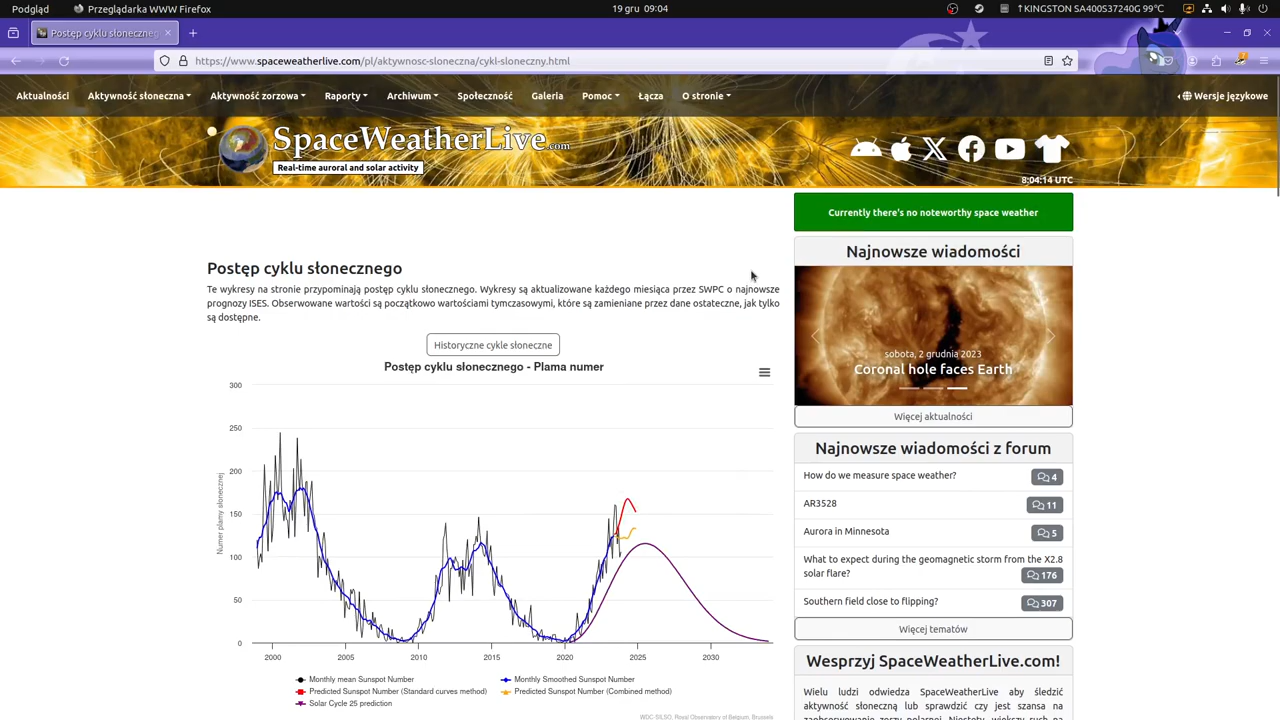 Podgląd
Przeglądarka WWW Firefox
19 gru 09:04
↑KINGSTON SA400S37240G 99℃
Postęp cyklu słoneczneg
https://www.spaceweatherlive.com/pl/aktywnosc-sloneczna/cykl-sloneczny.html
Aktualności
Aktywność słoneczna
Aktywność zorzowa
Raporty
Archiwum
Społeczność
Galeria
Pomoc
Łącza
O stronie
Wersje językowe
SpaceWeatherLive.com
Real-time auroral and solar activity
8:04:14 UTC
Currently there's no noteworthy space weather
Postęp cyklu słonecznego
Te wykresy na stronie przypominają postęp cyklu słonecznego. Wykresy są aktualizowane każdego miesiąca przez SWPC o najnowsze
prognozy ISES. Obserwowane wartości są początkowo wartościami tymczasowymi, które są zamieniane przez dane ostateczne, jak tylko
są dostępne.
Historyczne cykle słoneczne
Postęp cyklu słonecznego - Plama numer
Numer plamy słonecznej
300
250
200
150
100
50
0
2000
2005
2010
2015
2020
2025
2030
Monthly mean Sunspot Number
Monthly Smoothed Sunspot Number
Predicted Sunspot Number (Standard curves method)
Predicted Sunspot Number (Combined method)
Solar Cycle 25 prediction
WDC-SILSO, Royal Observatory of Belgium, Brussels
Najnowsze wiadomości
sobota, 2 grudnia 2023
Coronal hole faces Earth
Więcej aktualności
Najnowsze wiadomości z forum
How do we measure space weather?
4
AR3528
11
Aurora in Minnesota
5
What to expect during the geomagnetic storm from the X2.8
solar flare?
176
Southern field close to flipping?
307
Więcej tematów
Wesprzyj SpaceWeatherLive.com!
Wielu ludzi odwiedza SpaceWeatherLive aby śledzić
aktywność słoneczną lub sprawdzić czy jest szansa na
zaobserwowanie zorzy polarnej. Niestety, większy ruch na